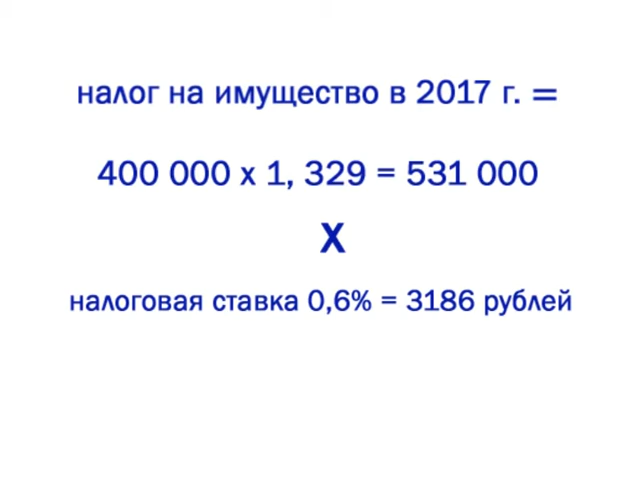 налог на имущество в 2017 г. =
400 000 х 1, 329 = 531 000
Х
налоговая ставка 0,6% = 3186 рублей